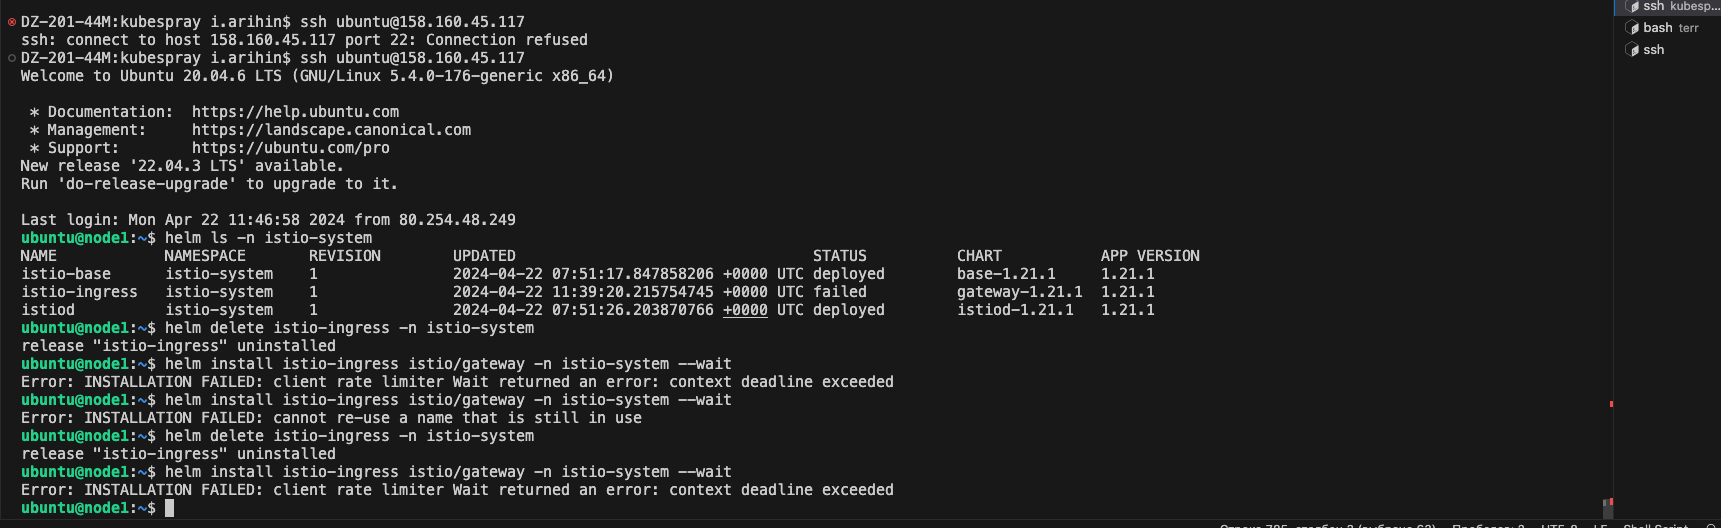 DZ-201-44M:kubespray i.arihin$ ssh ubuntu@158.160.45.117
ssh: connect to host 158.160.45.117 port 22: Connection refused
DZ-201-44M:kubespray i.arihin$ ssh ubuntu@158.160.45.117
Welcome to Ubuntu 20.04.6 LTS (GNU/Linux 5.4.0-176-generic x86_64)
* Documentation:  https://help.ubuntu.com
* Management:     https://landscape.canonical.com
* Support:        https://ubuntu.com/pro
New release '22.04.3 LTS' available.
Run 'do-release-upgrade' to upgrade to it.
Last login: Mon Apr 22 11:46:58 2024 from 80.254.48.249
ubuntu@node1:~$ helm ls -n istio-system
NAME            NAMESPACE       REVISION        UPDATED                                 STATUS          CHART           APP VERSION
istio-base      istio-system    1               2024-04-22 07:51:17.847858206 +0000 UTC deployed        base-1.21.1     1.21.1
istio-ingress   istio-system    1               2024-04-22 11:39:20.215754745 +0000 UTC failed          gateway-1.21.1  1.21.1
istiod          istio-system    1               2024-04-22 07:51:26.203870766 +0000 UTC deployed        istiod-1.21.1   1.21.1
ubuntu@node1:~$ helm delete istio-ingress -n istio-system
release "istio-ingress" uninstalled
ubuntu@node1:~$ helm install istio-ingress istio/gateway -n istio-system --wait
Error: INSTALLATION FAILED: client rate limiter Wait returned an error: context deadline exceeded
ubuntu@node1:~$ helm install istio-ingress istio/gateway -n istio-system --wait
Error: INSTALLATION FAILED: cannot re-use a name that is still in use
ubuntu@node1:~$ helm delete istio-ingress -n istio-system
release "istio-ingress" uninstalled
ubuntu@node1:~$ helm install istio-ingress istio/gateway -n istio-system --wait
Error: INSTALLATION FAILED: client rate limiter Wait returned an error: context deadline exceeded
ubuntu@node1:~$
ssh kubesp...
bash terr
ssh